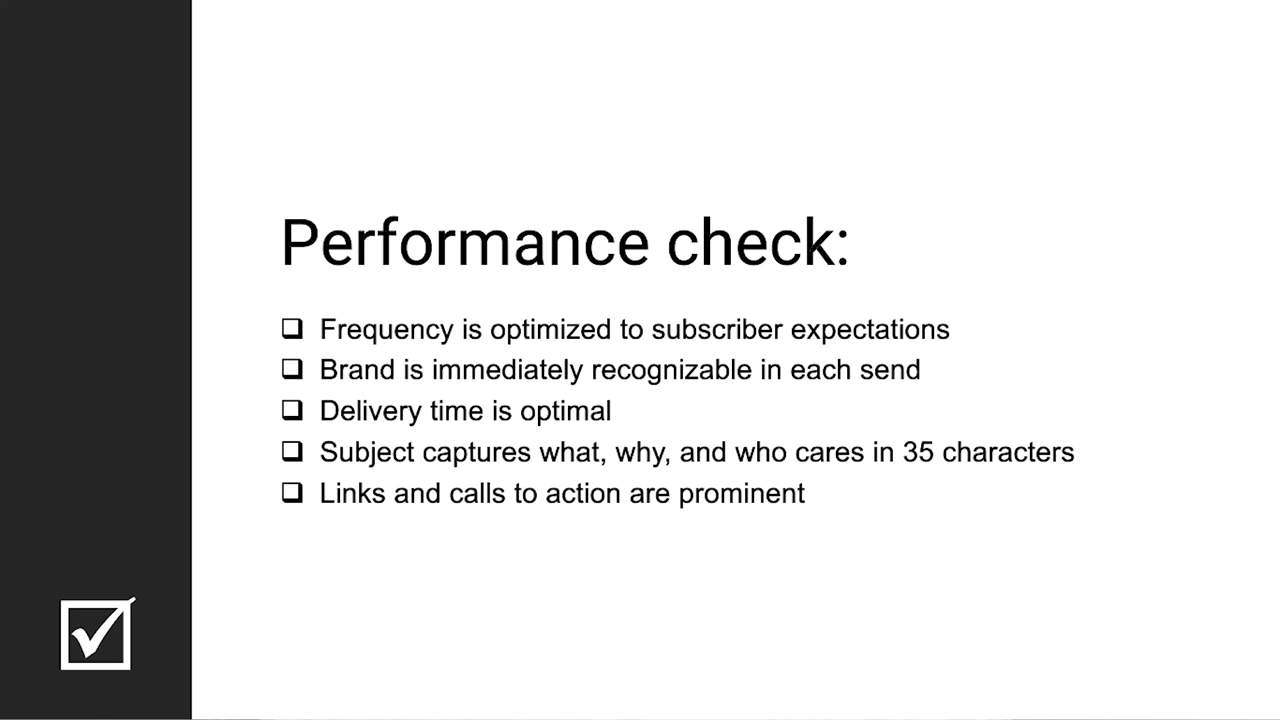 Performance check:
Frequency is optimized to subscriber expectations
Brand is immediately recognizable in each send
Delivery time is optimal
Subject captures what, why, and who cares in 35 characters
Links and calls to action are prominent